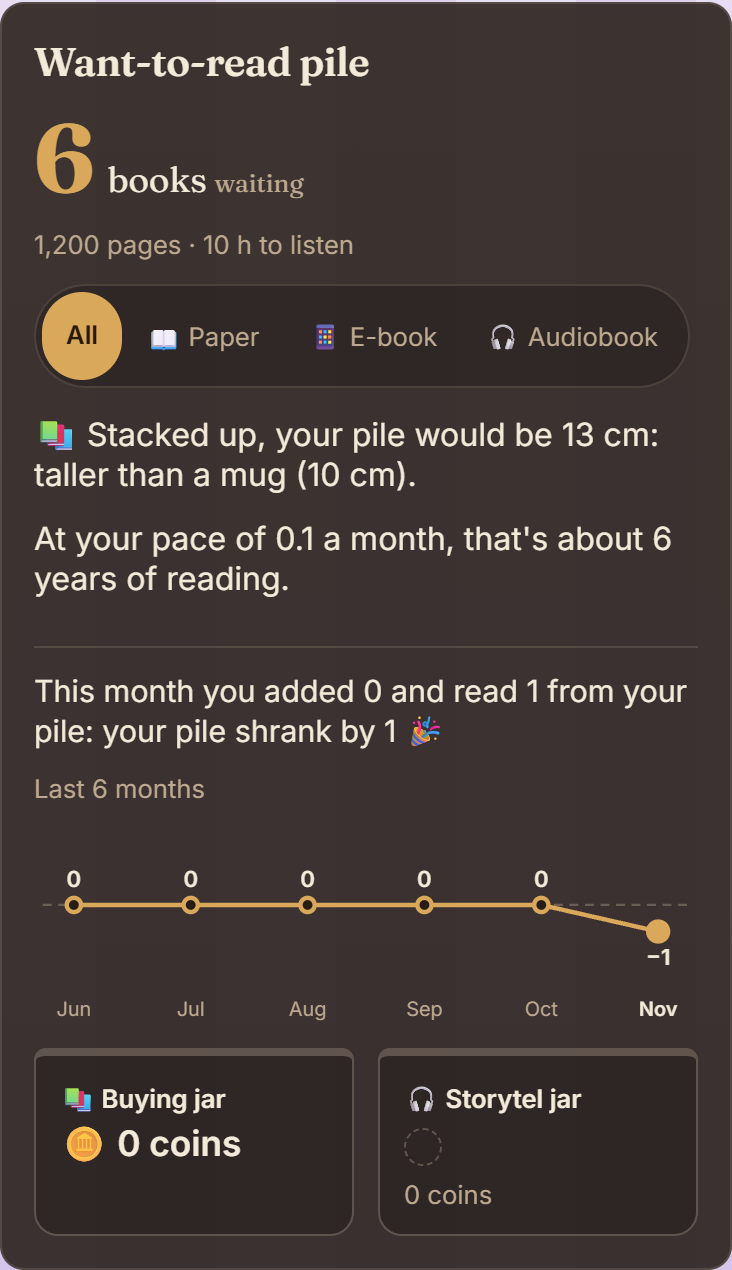 Want-to-read pile
6 books waiting
1,200 pages · 10 h to listen
All Paper E-book Audiobook
Stacked up, your pile would be 13 cm:
taller than a mug (10 cm).
At your pace of 0.1 a month, that's about 6
years of reading.
This month you added 0 and read 1 from your
pile: your pile shrank by 1
Last 6 months
0 0 0 0 0
−1
Jun Jul Aug Sep Oct Nov
Buying jar
0 coins
Storytel jar
0 coins